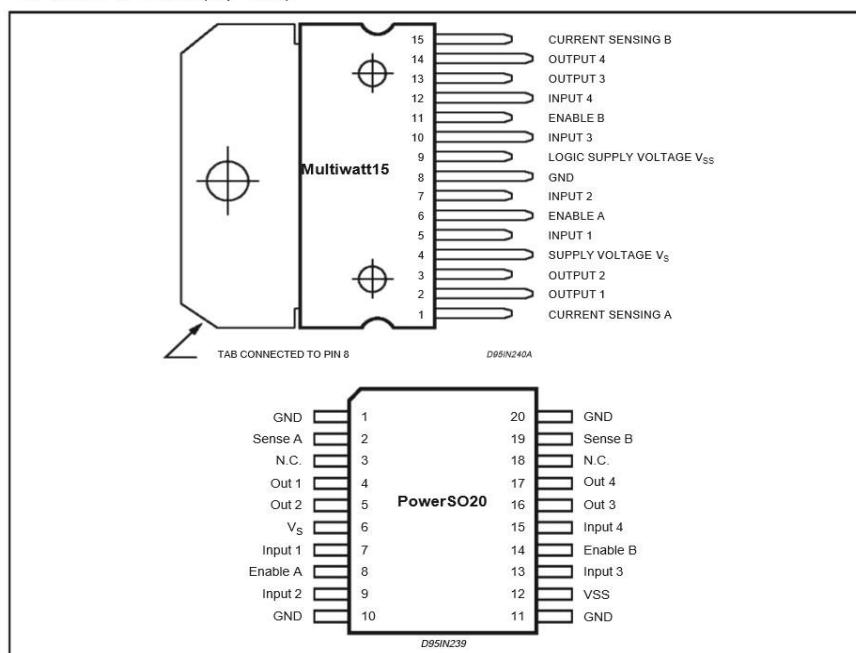 15 CURRENT SENSING B
14 OUTPUT 4
13 OUTPUT 3
12 INPUT 4
11 ENABLE B
10 INPUT 3
9 LOGIC SUPPLY VOLTAGE VSS
Multiwatt15
8 GND
7 INPUT 2
6 ENABLE A
5 INPUT 1
4 SUPPLY VOLTAGE VS
3 OUTPUT 2
2 OUTPUT 1
1 CURRENT SENSING A
TAB CONNECTED TO PIN 8
D95IN240A
GND 1 20 GND
Sense A 2 19 Sense B
N.C. 3 18 N.C.
Out 1 4 17 Out 4
Out 2 5 PowerSO20 16 Out 3
VS 6 15 Input 4
Input 1 7 14 Enable B
Enable A 8 13 Input 3
Input 2 9 12 VSS
GND 10 11 GND
D95IN239